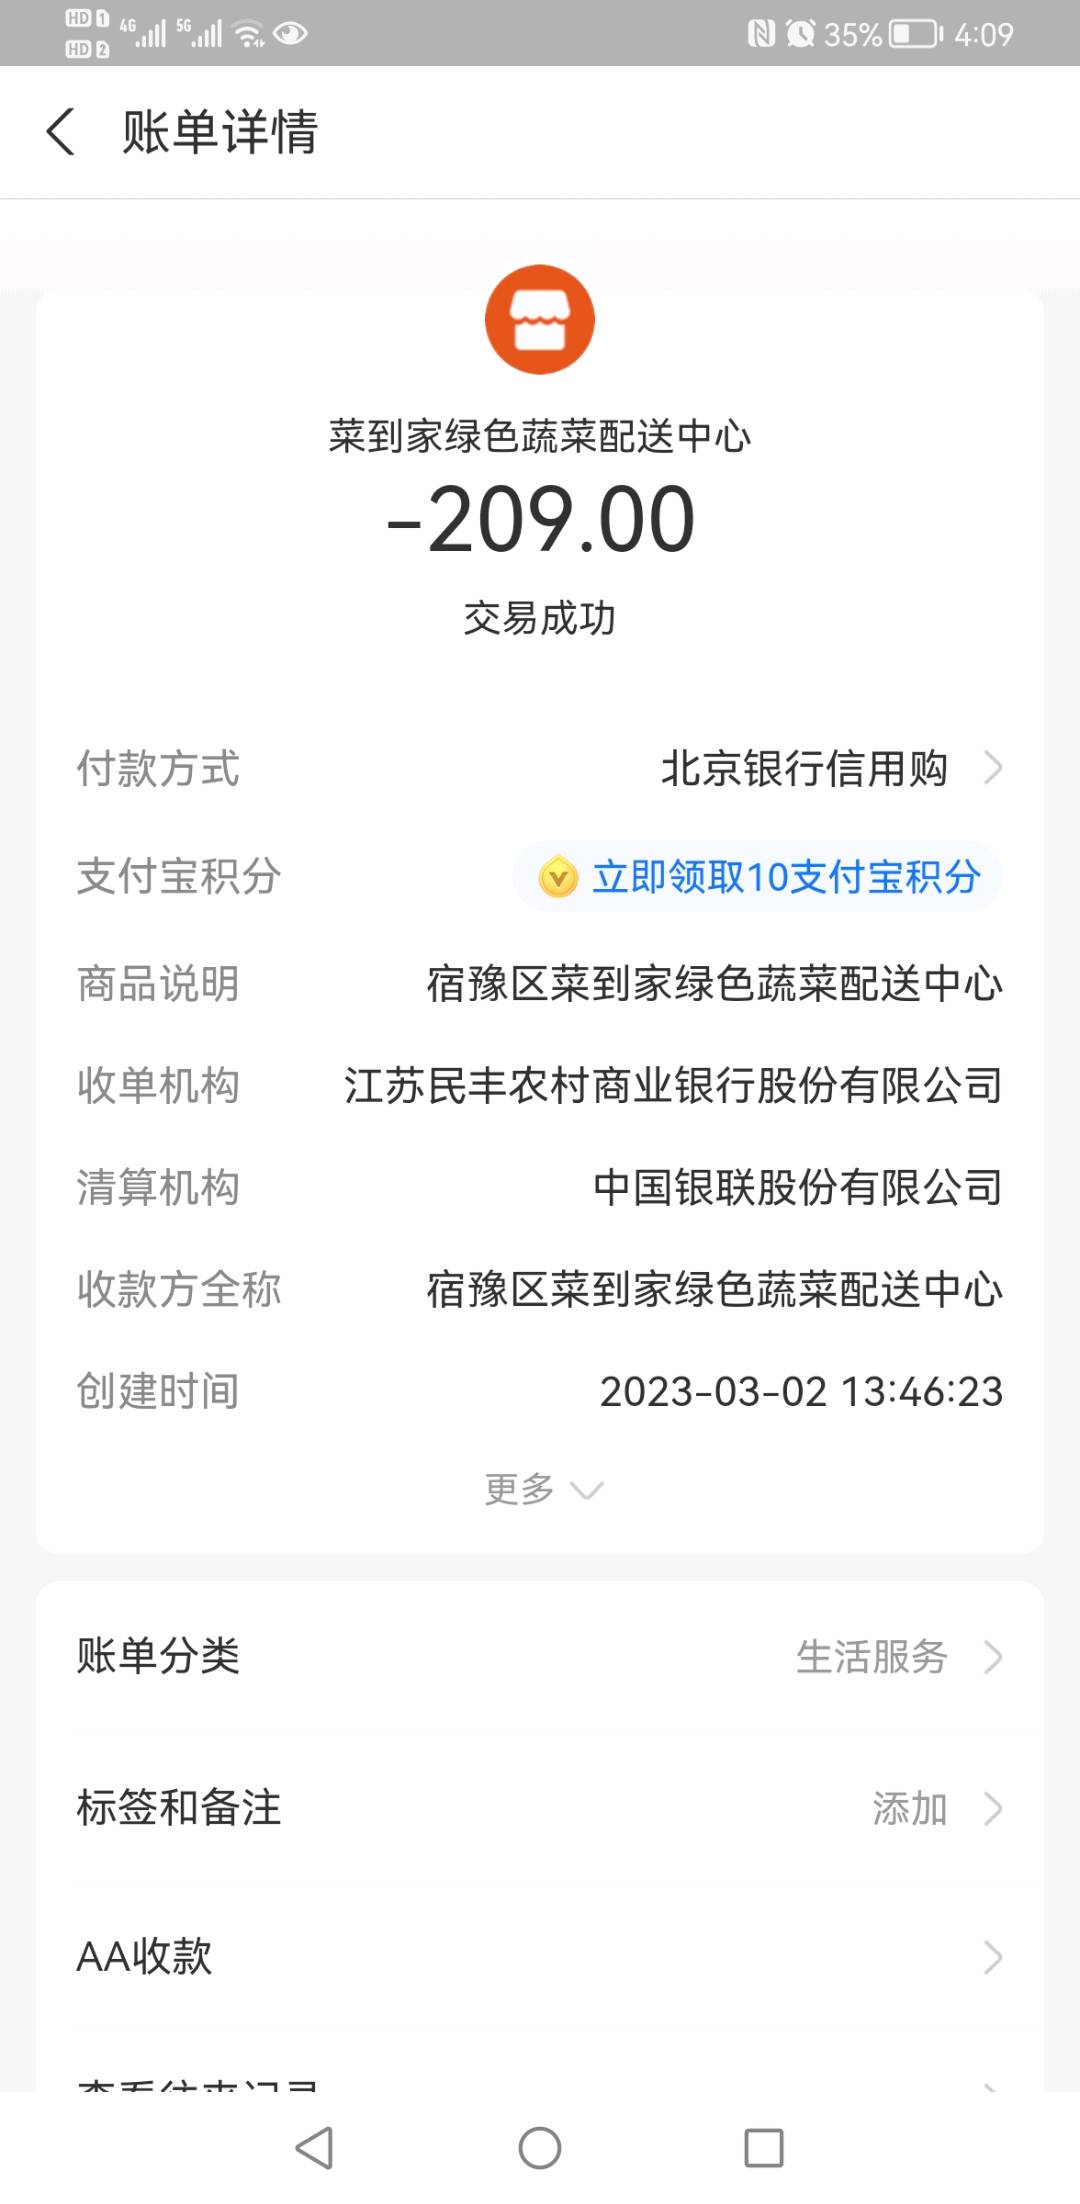 HD 1 4G 5G 35% 4:09
HD 2
账单详情
菜到家绿色蔬菜配送中心
-209.00
交易成功
付款方式 北京银行信用购
支付宝积分 立即领取10支付宝积分
商品说明 宿豫区菜到家绿色蔬菜配送中心
收单机构 江苏民丰农村商业银行股份有限公司
清算机构 中国银联股份有限公司
收款方全称 宿豫区菜到家绿色蔬菜配送中心
创建时间 2023-03-02 13:46:23
更多
账单分类 生活服务
标签和备注 添加
AA收款
查看往来记录